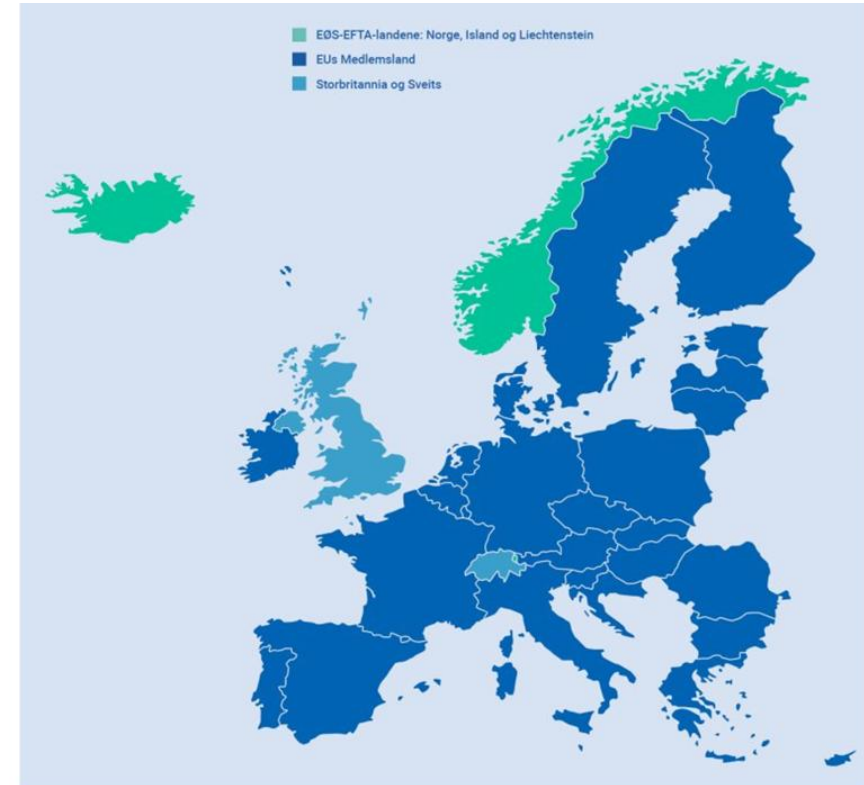 EØS-EFTA-landene: Norge, Island og Liechtenstein
EUs Medlemsland
Storbritannia og Sveits